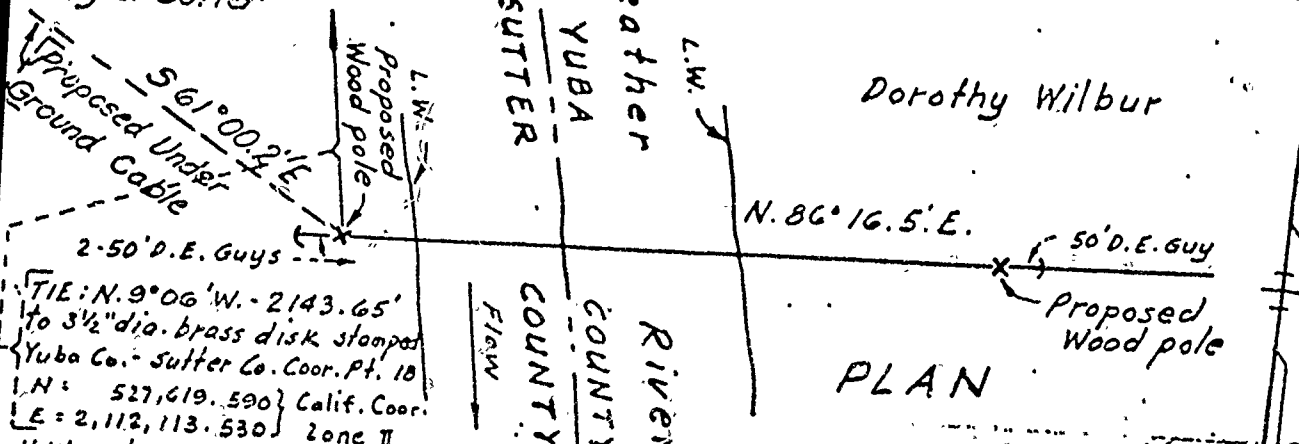 S 61°00.2'E
Proposed Under
Ground Cable
Proposed
Wood pole
L.W.
SUTTER
YUBA
eather
L.W.
Dorothy Wilbur
N. 86° 16.5'. E.
2-50' D.E. Guys
50' D.E. Guy
Proposed
Wood pole
TIE: N. 9°06' W. - 2143.65'
to 3½" dia. brass disk stamped
Yuba Co. - Sutter Co. Coor. Pt. 18
N = 527,619.590 } Calif. Coor.
E = 2,112,113.530 } Zone II
Flow
COUNTY
COUNTY
River
PLAN